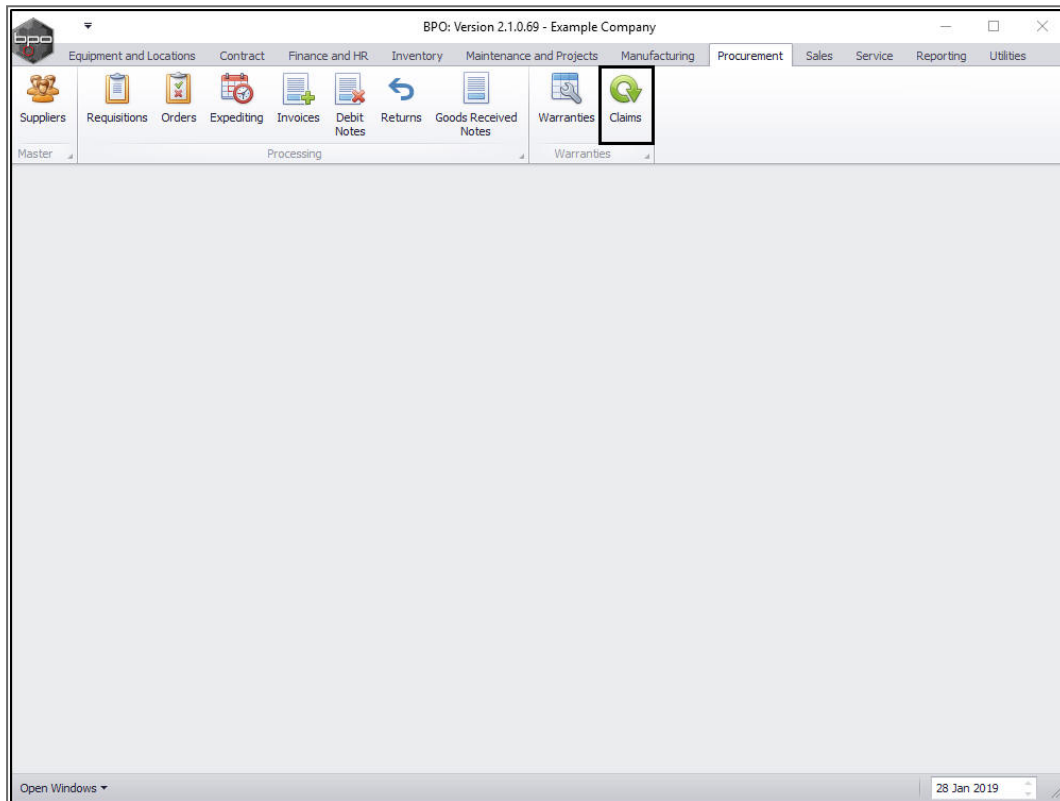 BPO: Version 2.1.0.69 - Example Company
bpo
Equipment and Locations Contract Finance and HR Inventory Maintenance and Projects Manufacturing Procurement Sales Service Reporting Utilities
Suppliers Requisitions Orders Expediting Invoices Debit Notes Returns Goods Received Notes Warranties Claims
Master Processing Warranties
Open Windows 28 Jan 2019